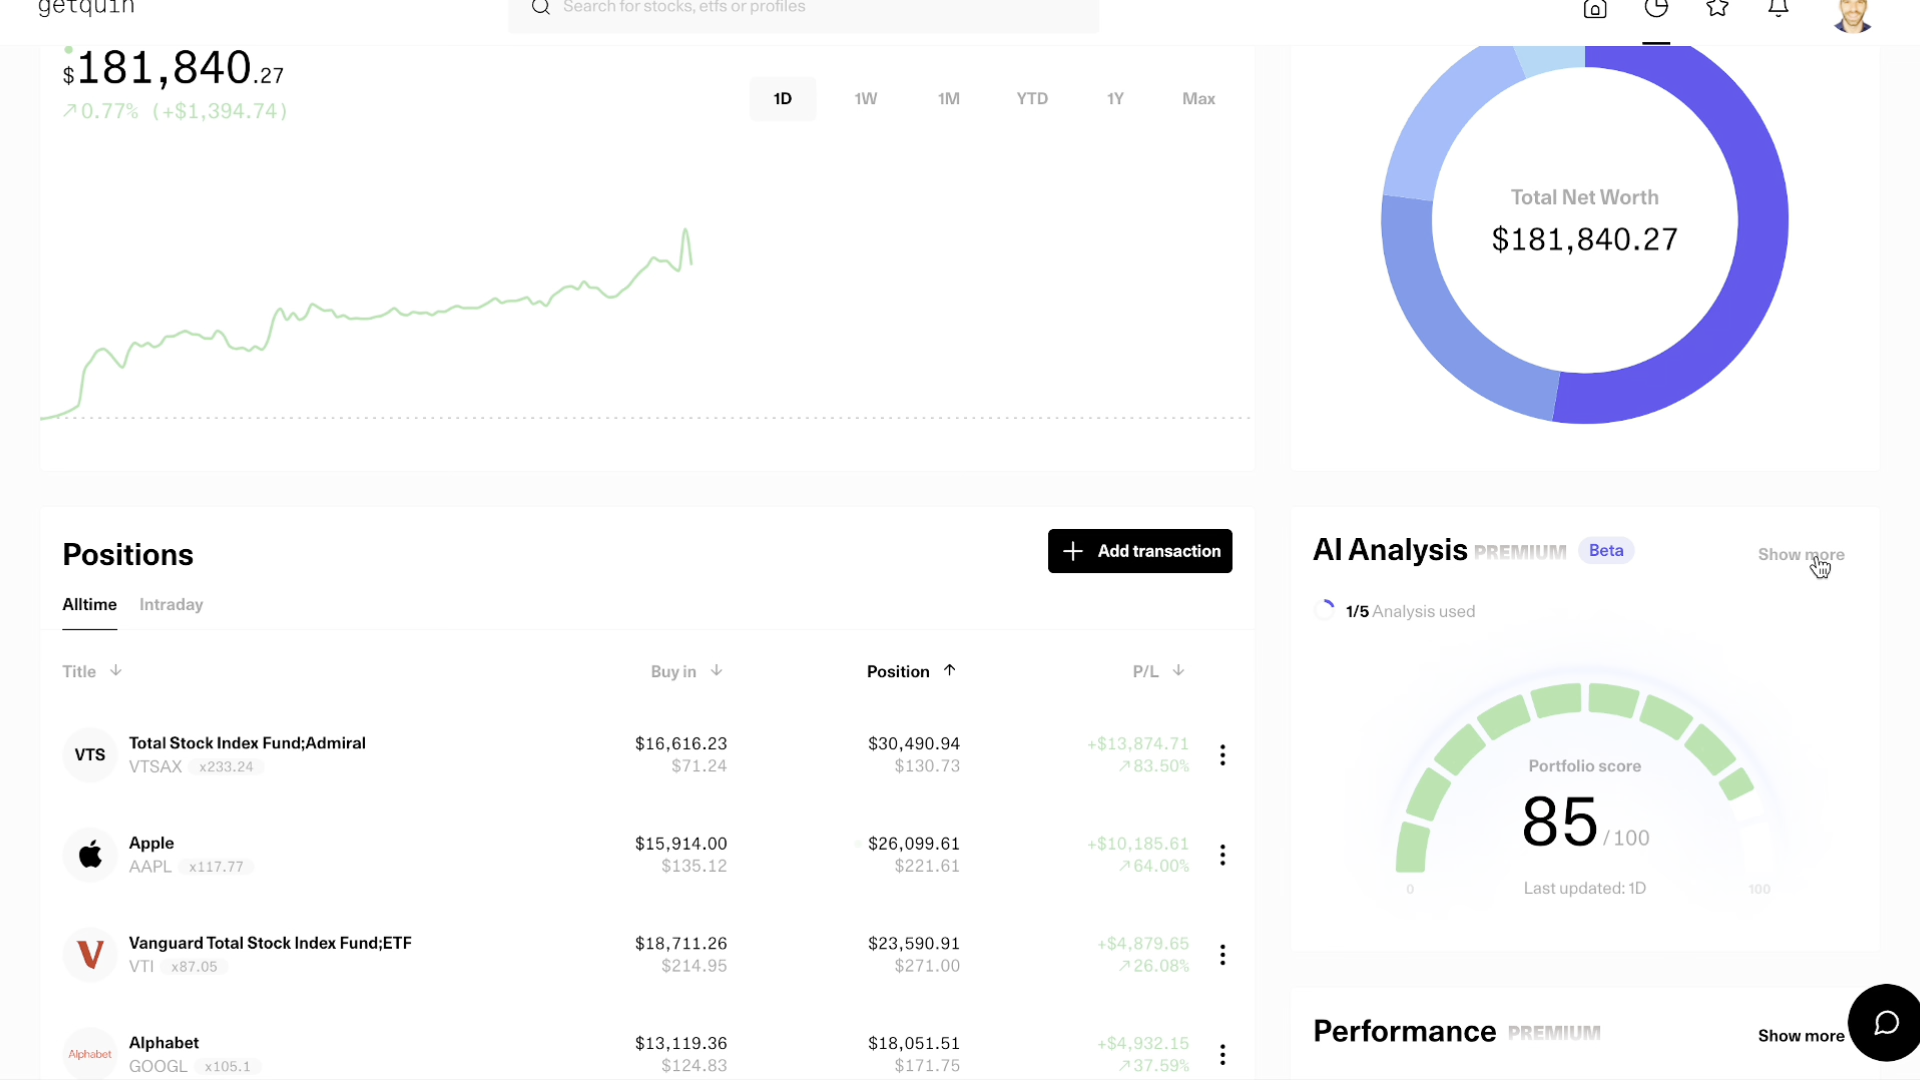 getquin
Search for stocks, etfs or profiles
$181,840.27
0.77% (+$1,394.74)
1D 1W 1M YTD 1Y Max
Total Net Worth
$181,840.27
Positions
Add transaction
Alltime Intraday
Title Buy in Position P/L
VTS
Total Stock Index Fund;Admiral $16,616.23 $30,490.94 +$13,874.71
VTSAX x233.24 $71.24 $130.73 83.50%
Apple $15,914.00 $26,099.61 +$10,185.61
AAPL x117.77 $135.12 $221.61 64.00%
Vanguard Total Stock Index Fund;ETF $18,711.26 $23,590.91 +$4,879.65
VTI x87.05 $214.95 $271.00 26.08%
Alphabet
Alphabet $13,119.36 $18,051.51 +$4,932.15
GOOGL x105.1 $124.83 $171.75 37.59%
AI Analysis PREMIUM Beta Show more
1/5 Analysis used
Portfolio score
85 /100
Last updated: 1D
0 100
Performance PREMIUM Show more